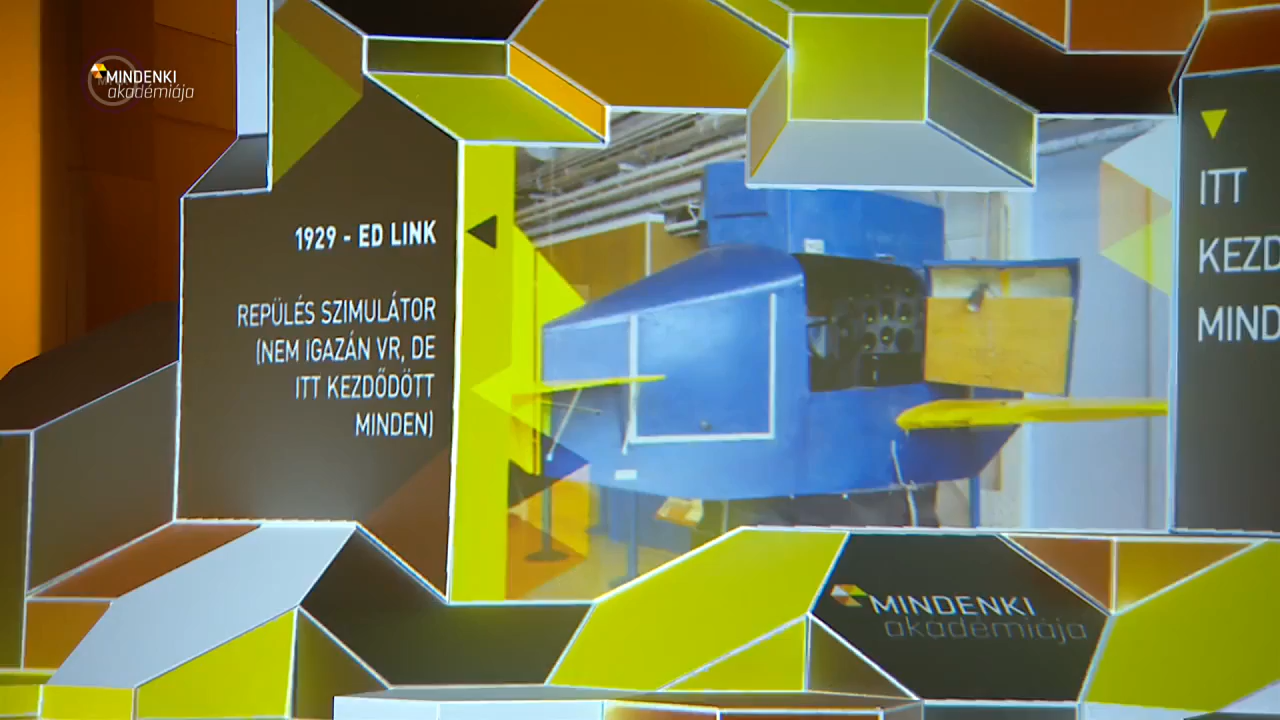 MINDENKI
akadémiája
1929 - ED LINK
REPÜLÉS SZIMULÁTOR
(NEM IGAZÁN VR, DE
ITT KEZDŐDÖTT
MINDEN)
ITT
KEZD
MIND
MINDENKI
akadémiája